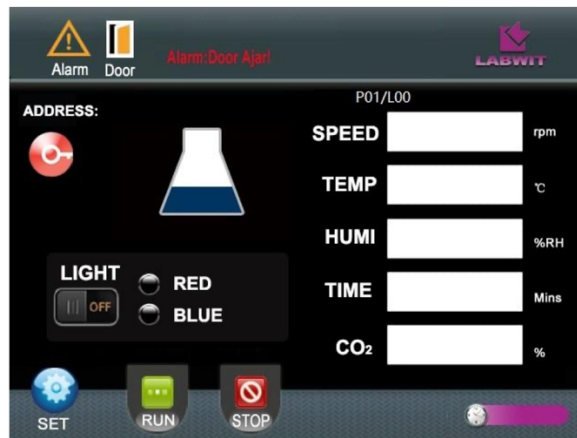 Alarm Door Alarm:Door Ajar!
LABWIT
ADDRESS:
P01/L00
SPEED rpm
TEMP ℃
HUMI %RH
LIGHT
OFF
RED
BLUE
TIME Mins
CO₂ %
SET RUN STOP